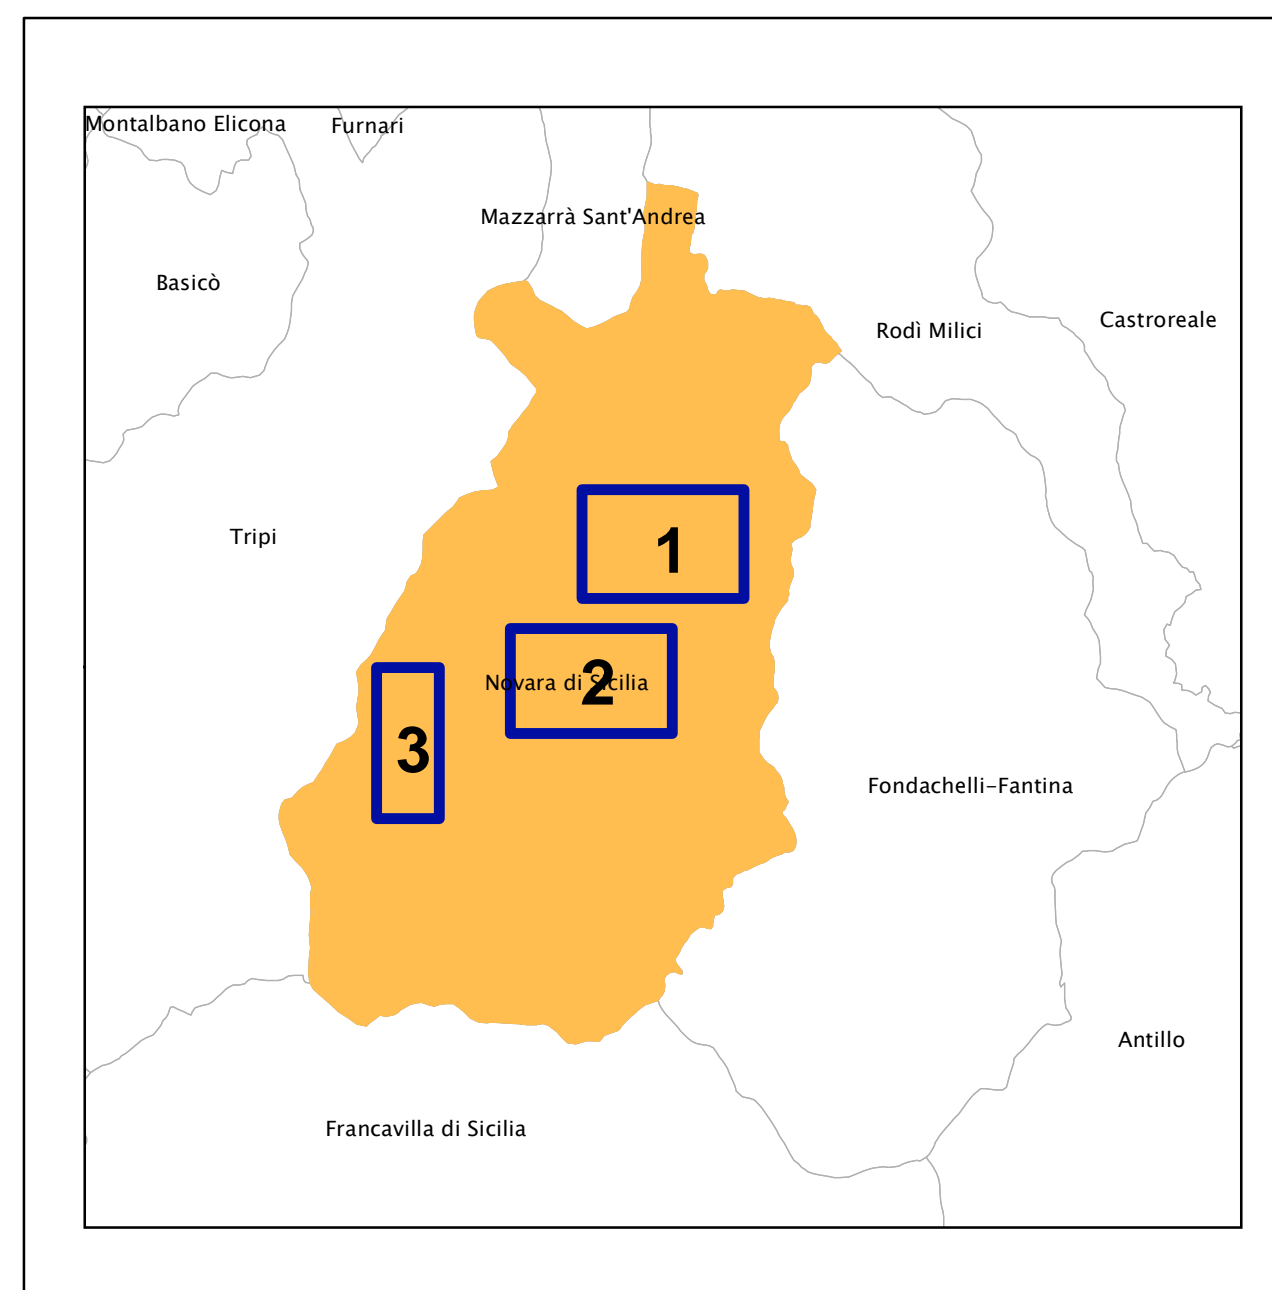 Montalbano Elicona
Furnari
Mazzarrà Sant'Andrea
Basicò
Castroreale
Rodì Milici
Tripi
1
Novara di Sicilia
2
3
Fondachelli–Fantina
Antillo
Francavilla di Sicilia